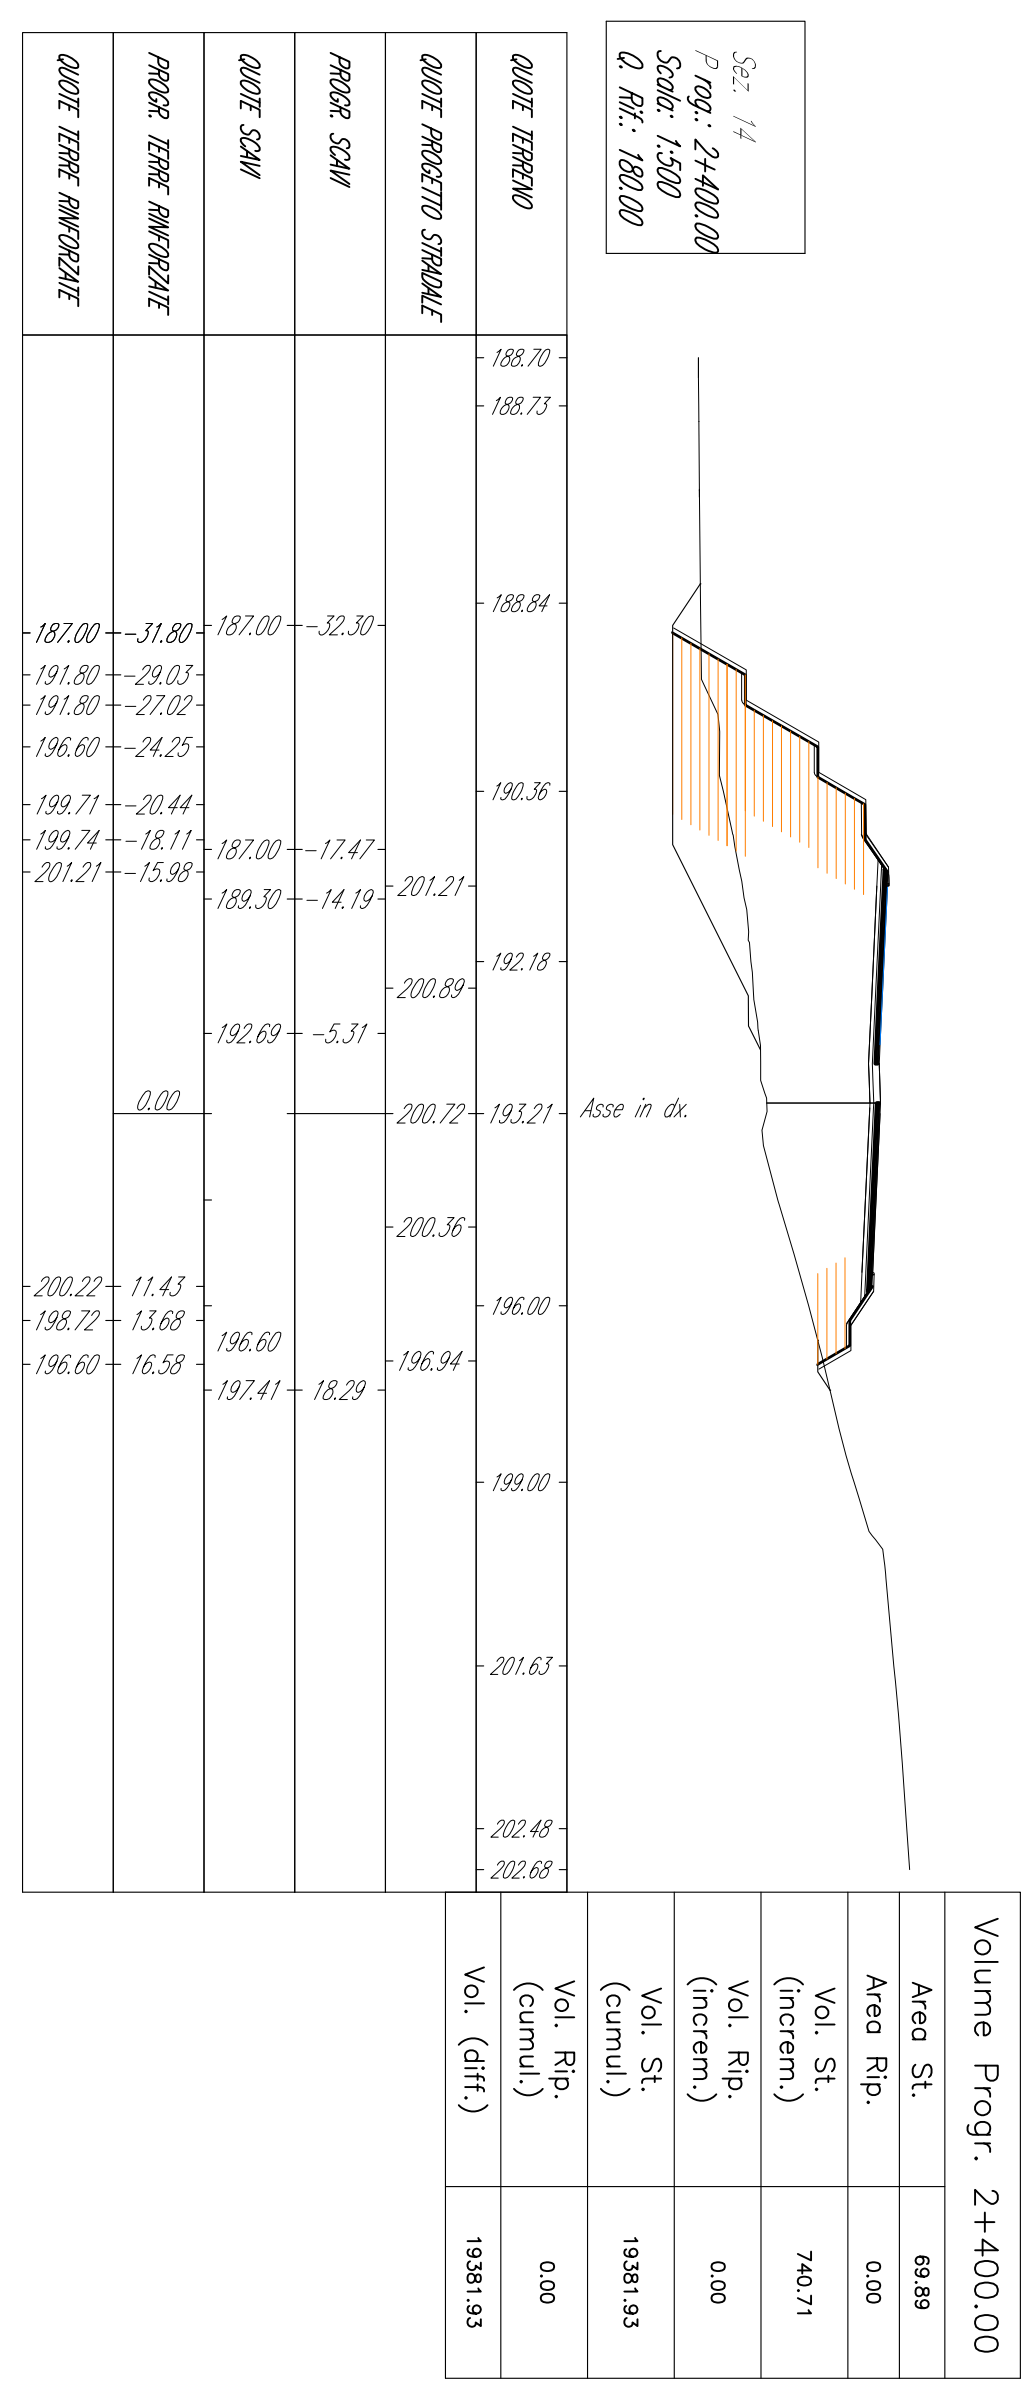 Sez. 14
Prog.: 2+400.00
Scala: 1:500
Q. Rif.: 180.00
Asse in dx.
QUOTE TERRENO
188.70 188.73 188.84 190.36 192.18 193.21 196.00 199.00 201.63 202.48 202.68
QUOTE PROGETTO STRADALE
201.21 200.89 200.72 200.36 196.94
PROGR. SCAVI
-32.30 -17.47 -14.19 -5.31 18.29
QUOTE SCAVI
187.00 187.00 189.30 192.69 196.60 197.41
PROGR. TERRE RINFORZATE
-31.80 -29.03 -27.02 -24.25 -20.44 -18.11 -15.98 0.00 11.43 13.68 16.58
QUOTE TERRE RINFORZATE
187.00 191.80 191.80 196.60 199.71 199.74 201.21 200.22 198.72 196.60
Volume Progr. 2+400.00
Area St. 69.89
Area Rip. 0.00
Vol. St.
(increm.) 740.71
Vol. Rip.
(increm.) 0.00
Vol. St.
(cumul.) 19381.93
Vol. Rip.
(cumul.) 0.00
Vol. (diff.) 19381.93